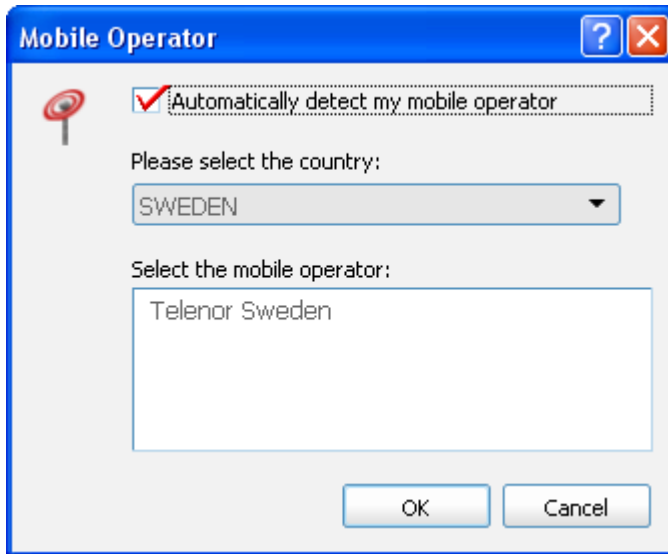 Mobile Operator
Automatically detect my mobile operator
Please select the country:
SWEDEN
Select the mobile operator:
Telenor Sweden
OK
Cancel